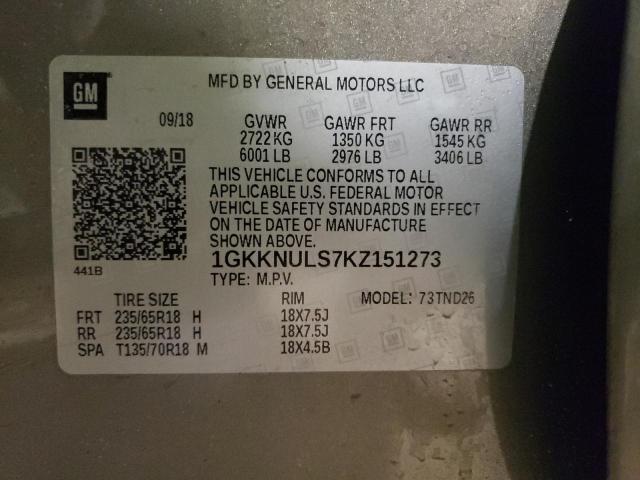 GM
MFD BY GENERAL MOTORS LLC
09/18 GVWR GAWR FRT GAWR RR
2722 KG 1350 KG 1545 KG
6001 LB 2976 LB 3406 LB
THIS VEHICLE CONFORMS TO ALL
APPLICABLE U.S. FEDERAL MOTOR
VEHICLE SAFETY STANDARDS IN EFFECT
ON THE DATE OF MANUFACTURE
SHOWN ABOVE.
441B
1GKKNULS7KZ151273
TYPE: M.P.V.
TIRE SIZE RIM MODEL: 73TND26
FRT 235/65R18 H 18X7.5J
RR 235/65R18 H 18X7.5J
SPA T135/70R18 M 18X4.5B